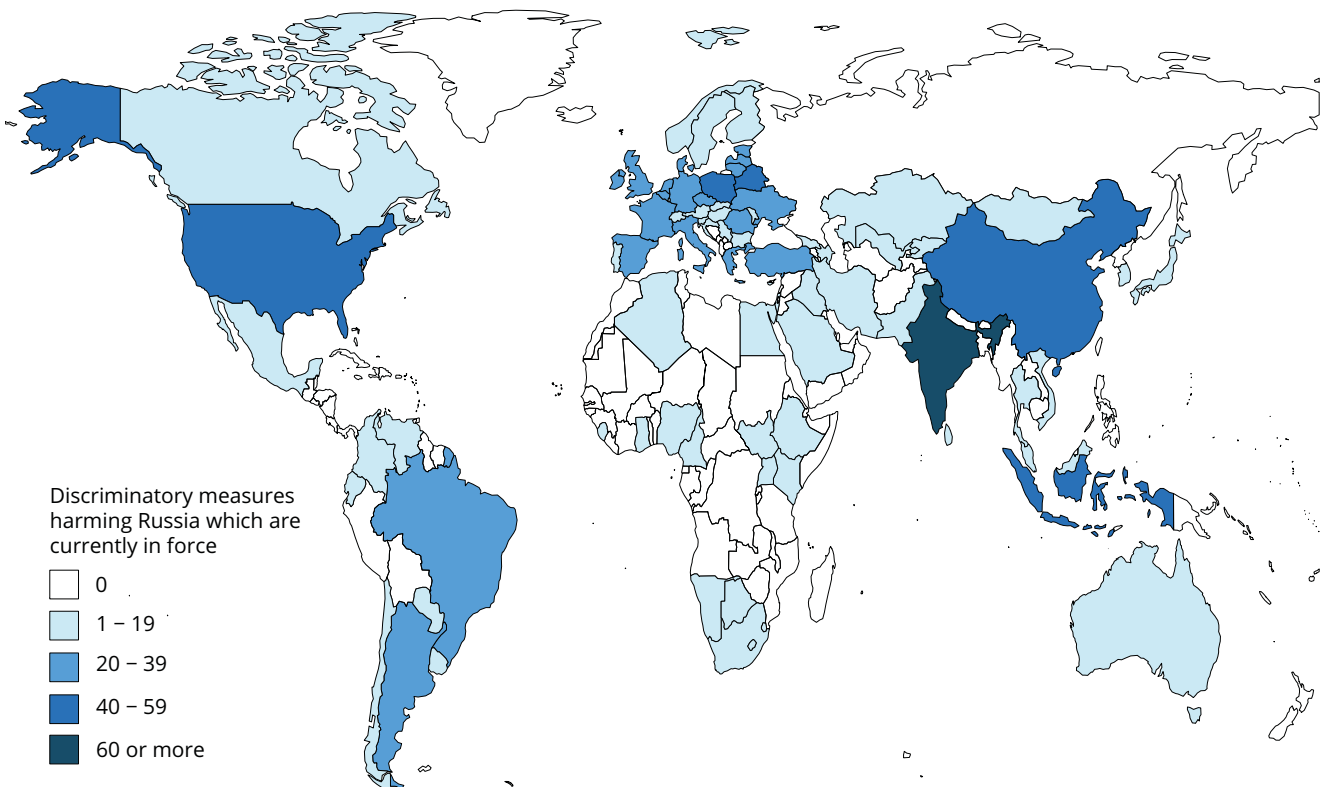 Discriminatory measures
harming Russia which are
currently in force
0
1 – 19
20 – 39
40 – 59
60 or more